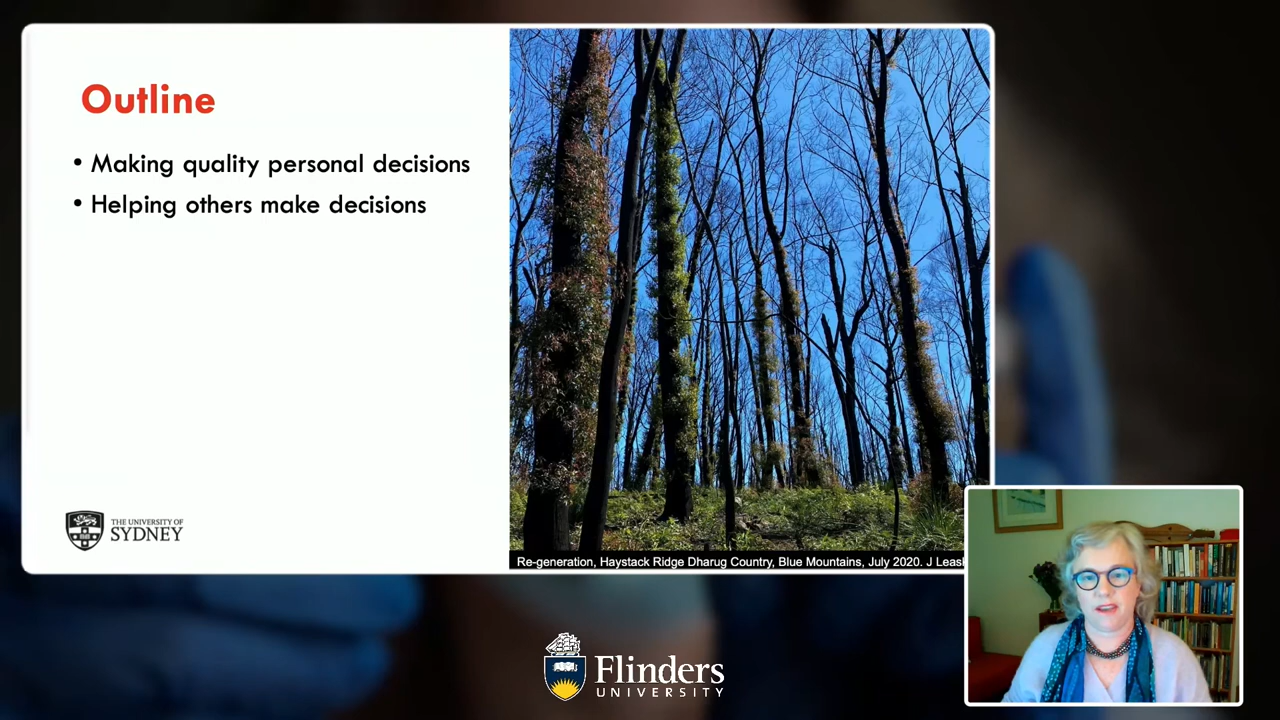 Outline
• Making quality personal decisions
• Helping others make decisions
THE UNIVERSITY OF
SYDNEY
Re-generation, Haystack Ridge Dharug Country, Blue Mountains, July 2020. J
Flinders
UNIVERSITY